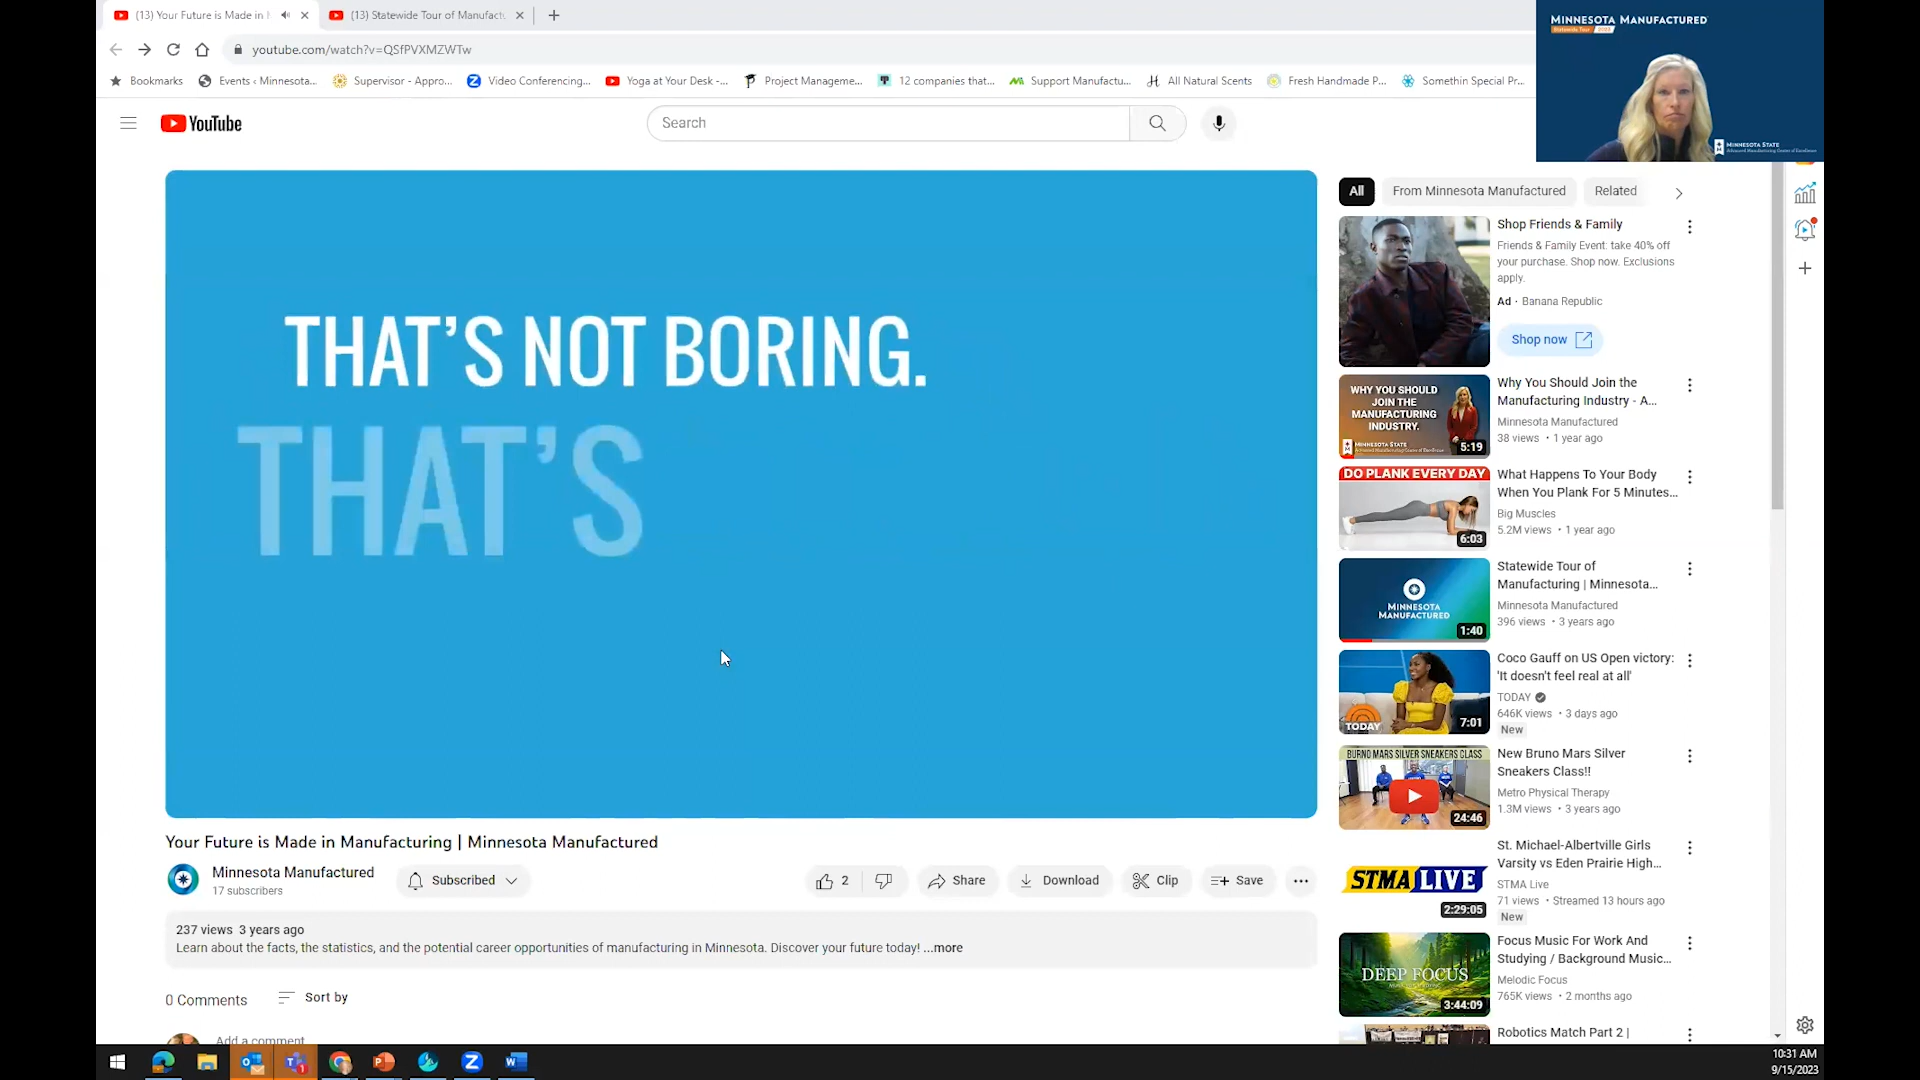 (13) Your Future is Made in
(13) Statewide Tour of Manufact
youtube.com/watch?v=QSfPVXMZWTw
Bookmarks
Events ‹ Minnesota...
Supervisor - Appro...
Video Conferencing...
Yoga at Your Desk -...
Project Manageme...
12 companies that...
Support Manufactu...
All Natural Scents
Fresh Handmade P...
Somethin Special Pr...
MINNESOTA MANUFACTURED
Statewide Tour
MINNESOTA STATE
Advanced Manufacturing Center of Excellence
YouTube
Search
THAT'S NOT BORING.
THAT'S
All
From Minnesota Manufactured
Related
Shop Friends & Family
Friends & Family Event: take 40% off
your purchase. Shop now. Exclusions
apply.
Ad · Banana Republic
Shop now
WHY YOU SHOULD
JOIN THE
MANUFACTURING
INDUSTRY.
MINNESOTA STATE
5:19
Why You Should Join the
Manufacturing Industry - A...
Minnesota Manufactured
38 views • 1 year ago
DO PLANK EVERY DAY
6:03
What Happens To Your Body
When You Plank For 5 Minutes...
Big Muscles
5.2M views • 1 year ago
MINNESOTA
MANUFACTURED
1:40
Statewide Tour of
Manufacturing | Minnesota...
Minnesota Manufactured
396 views • 3 years ago
TODAY
7:01
Coco Gauff on US Open victory:
'It doesn't feel real at all'
TODAY
646K views • 3 days ago
New
BURNO MARS SILVER SNEAKERS CLASS
24:46
New Bruno Mars Silver
Sneakers Class!!
Metro Physical Therapy
1.3M views • 3 years ago
STMA LIVE
2:29:05
St. Michael-Albertville Girls
Varsity vs Eden Prairie High...
STMA Live
71 views • Streamed 13 hours ago
New
DEEP FOCUS
3:44:09
Focus Music For Work And
Studying / Background Music...
Melodic Focus
765K views • 2 months ago
Robotics Match Part 2 |
Your Future is Made in Manufacturing | Minnesota Manufactured
Minnesota Manufactured
17 subscribers
Subscribed
2
Share
Download
Clip
Save
237 views 3 years ago
Learn about the facts, the statistics, and the potential career opportunities of manufacturing in Minnesota. Discover your future today! ...more
0 Comments
Sort by
Add a comment
10:31 AM
9/15/2023